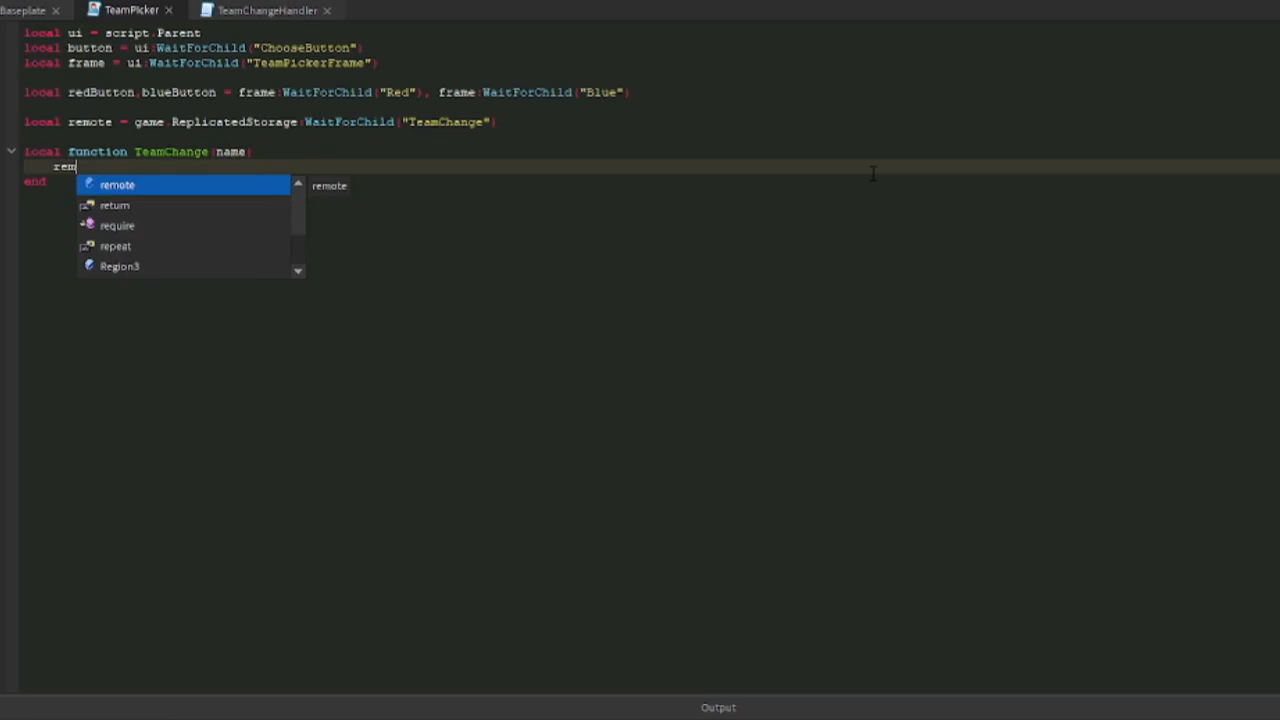 Baseplate × TeamPicker × TeamChangeHandler ×
local ui = script.Parent
local button = ui:WaitForChild("ChooseButton")
local frame = ui:WaitForChild("TeamPickerFrame")
local redButton,blueButton = frame:WaitForChild("Red"), frame:WaitForChild("Blue")
local remote = game.ReplicatedStorage:WaitForChild("TeamChange")
local function TeamChange(name)
rem
end
remote remote
return
require
repeat
Region3
Output